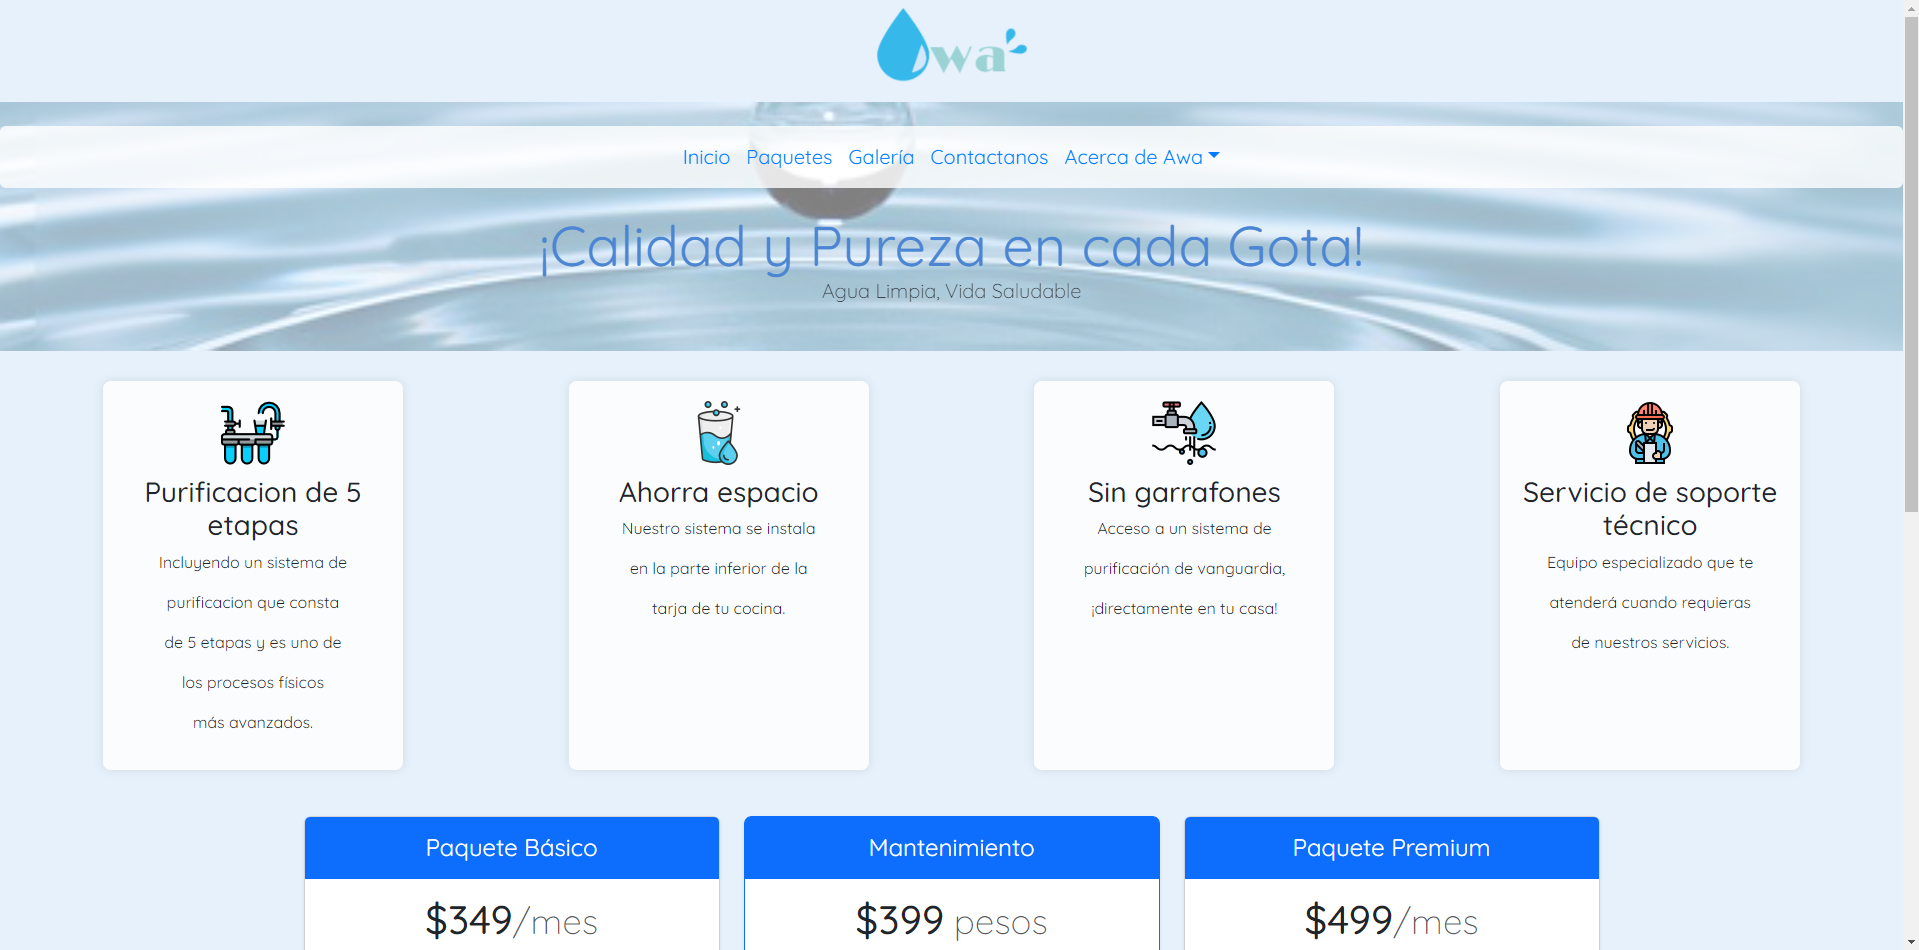 Awa
Inicio Paquetes Galería Contactanos Acerca de Awa
¡Calidad y Pureza en cada Gota!
Agua Limpia, Vida Saludable
Purificacion de 5
etapas
Incluyendo un sistema de
purificacion que consta
de 5 etapas y es uno de
los procesos físicos
más avanzados.
Ahorra espacio
Nuestro sistema se instala
en la parte inferior de la
tarja de tu cocina.
Sin garrafones
Acceso a un sistema de
purificación de vanguardia,
¡directamente en tu casa!
Servicio de soporte
técnico
Equipo especializado que te
atenderá cuando requieras
de nuestros servicios.
Paquete Básico
$349/mes
Mantenimiento
$399 pesos
Paquete Premium
$499/mes